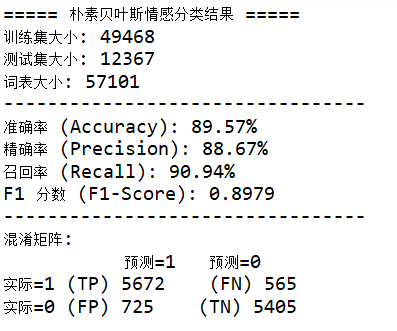 ===== 朴素贝叶斯情感分类结果 =====
训练集大小: 49468
测试集大小: 12367
词表大小: 57101
----------------------------------
准确率 (Accuracy): 89.57%
精确率 (Precision): 88.67%
召回率 (Recall): 90.94%
F1 分数 (F1-Score): 0.8979
----------------------------------
混淆矩阵:
预测=1 预测=0
实际=1 (TP) 5672 (FN) 565
实际=0 (FP) 725 (TN) 5405